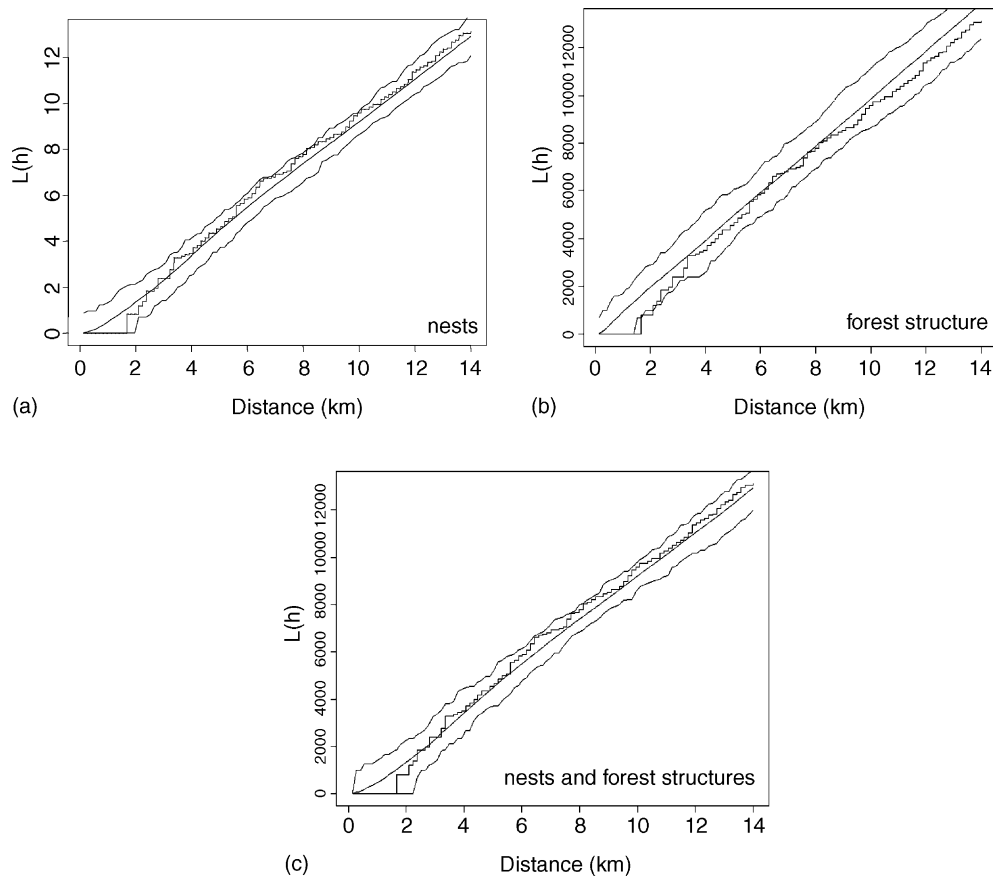 L(h)
12
10
8
6
4
2
0
nests
0 2 4 6 8 10 12 14
(a)
Distance (km)
L(h)
12000
10000
8000
6000
4000
2000
0
forest structure
0 2 4 6 8 10 12 14
(b)
Distance (km)
L(h)
12000
10000
8000
6000
4000
2000
0
nests and forest structures
0 2 4 6 8 10 12 14
(c)
Distance (km)